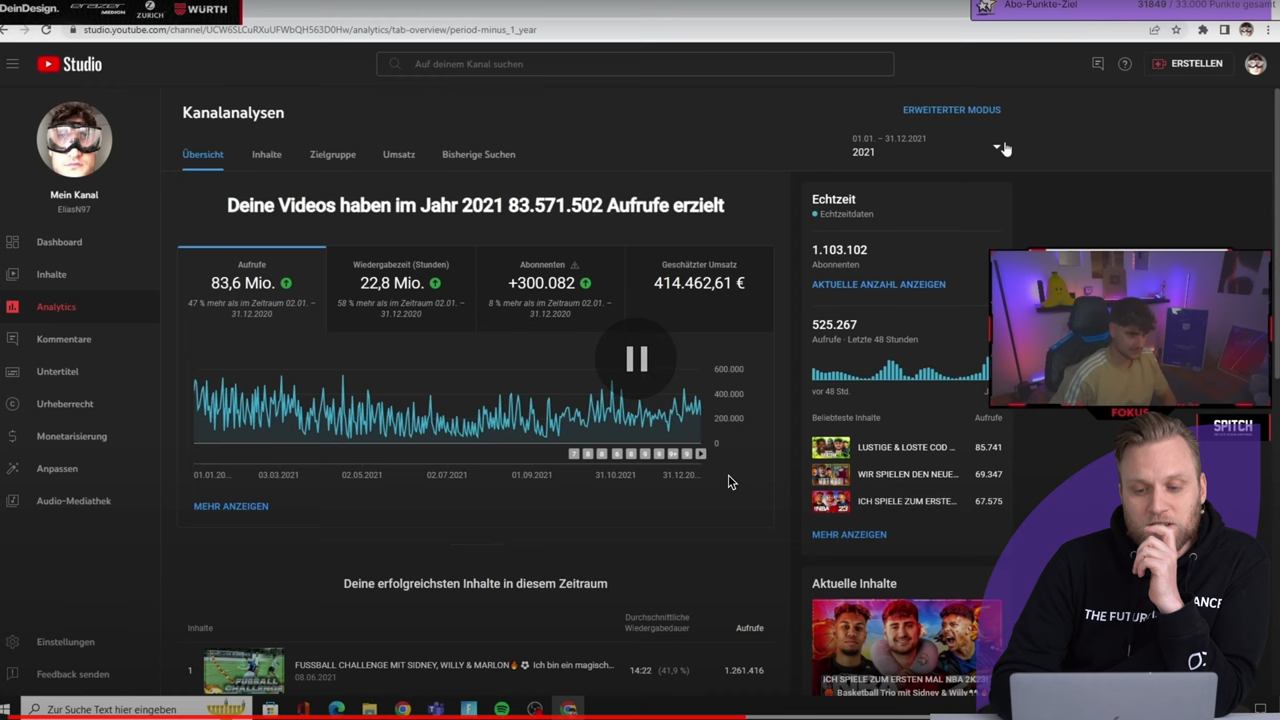 DeinDesign.
erazer
MEDION
ZURICH
WÜRTH
Abo-Punkte-Ziel
31849 / 33.000 Punkte gesamt
studio.youtube.com/channel/UCW6SLCuRXuUFWbQH563D0Hw/analytics/tab-overview/period-minus_1_year
Studio
Auf deinem Kanal suchen
ERSTELLEN
Mein Kanal
EliasN97
Dashboard
Inhalte
Analytics
Kommentare
Untertitel
Urheberrecht
Monetarisierung
Anpassen
Audio-Mediathek
Einstellungen
Feedback senden
Kanalanalysen
ERWEITERTER MODUS
Übersicht
Inhalte
Zielgruppe
Umsatz
Bisherige Suchen
01.01. – 31.12.2021
2021
Deine Videos haben im Jahr 2021 83.571.502 Aufrufe erzielt
Aufrufe
83,6 Mio.
47 % mehr als im Zeitraum 02.01. –
31.12.2020
Wiedergabezeit (Stunden)
22,8 Mio.
58 % mehr als im Zeitraum 02.01. –
31.12.2020
Abonnenten
+300.082
8 % mehr als im Zeitraum 02.01. –
31.12.2020
Geschätzter Umsatz
414.462,61 €
600.000
400.000
200.000
0
01.01.20...
03.03.2021
02.05.2021
02.07.2021
01.09.2021
31.10.2021
31.12.20...
MEHR ANZEIGEN
Deine erfolgreichsten Inhalte in diesem Zeitraum
Inhalte
Durchschnittliche
Wiedergabedauer
Aufrufe
1
FUSSBALL CHALLENGE MIT SIDNEY, WILLY & MARLON🔥 ⚽ Ich bin ein magisch...
08.06.2021
14:22 (41,9 %)
1.261.416
FUSSBALL
CHALLENGE
Echtzeit
Echtzeitdaten
1.103.102
Abonnenten
AKTUELLE ANZAHL ANZEIGEN
525.267
Aufrufe · Letzte 48 Stunden
vor 48 Std.
Beliebteste Inhalte
Aufrufe
LUSTIGE & LOSTE COD ...
85.741
WIR SPIELEN DEN NEUE...
69.347
ICH SPIELE ZUM ERSTE...
67.575
MEHR ANZEIGEN
Aktuelle Inhalte
ICH SPIELE ZUM ERSTEN MAL NBA 2K23!
Basketball Trio mit Sidney & Willy
FOKUS
SPITCH
THE FUTUR
ANCE
Zur Suche Text hier eingeben